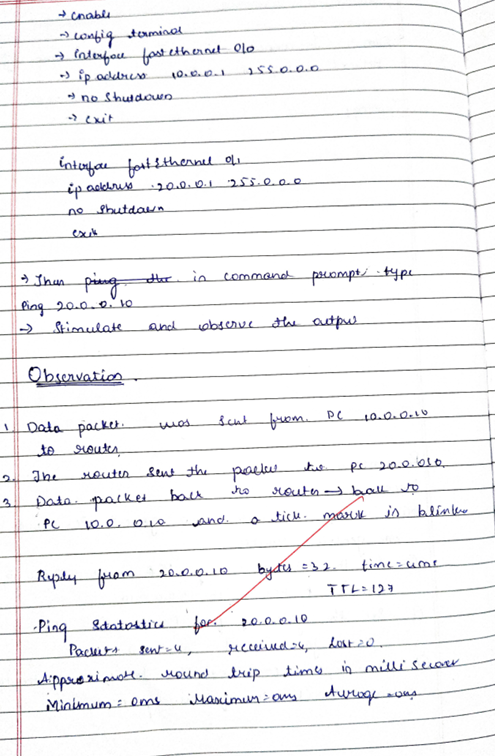 → enable
→ config terminal
→ interface fastethernet 0/0
→ ip address 10.0.0.1 255.0.0.0
→ no shutdown
→ exit
interface fastEthernet 0/1
ip address 20.0.0.1 255.0.0.0
no shutdown
exit
→ Then ping the in command prompt type
Ping 20.0.0.10
→ Stimulate and observe the output
Observation.
1. Data packet was sent from PC 10.0.0.10
to router
2. The router sent the packet to PC 20.0.0.10.
3. Data packet back to router → back to
PC 10.0.0.10 and a tick mark is blinked
Reply from 20.0.0.10 bytes=32 time=4ms
TTL=127
Ping Statistics for 20.0.0.10
Packets sent=4, received=4, Lost=0
Approximate round trip times in milli second
Minimum=0ms Maximum=0ms Average=0ms